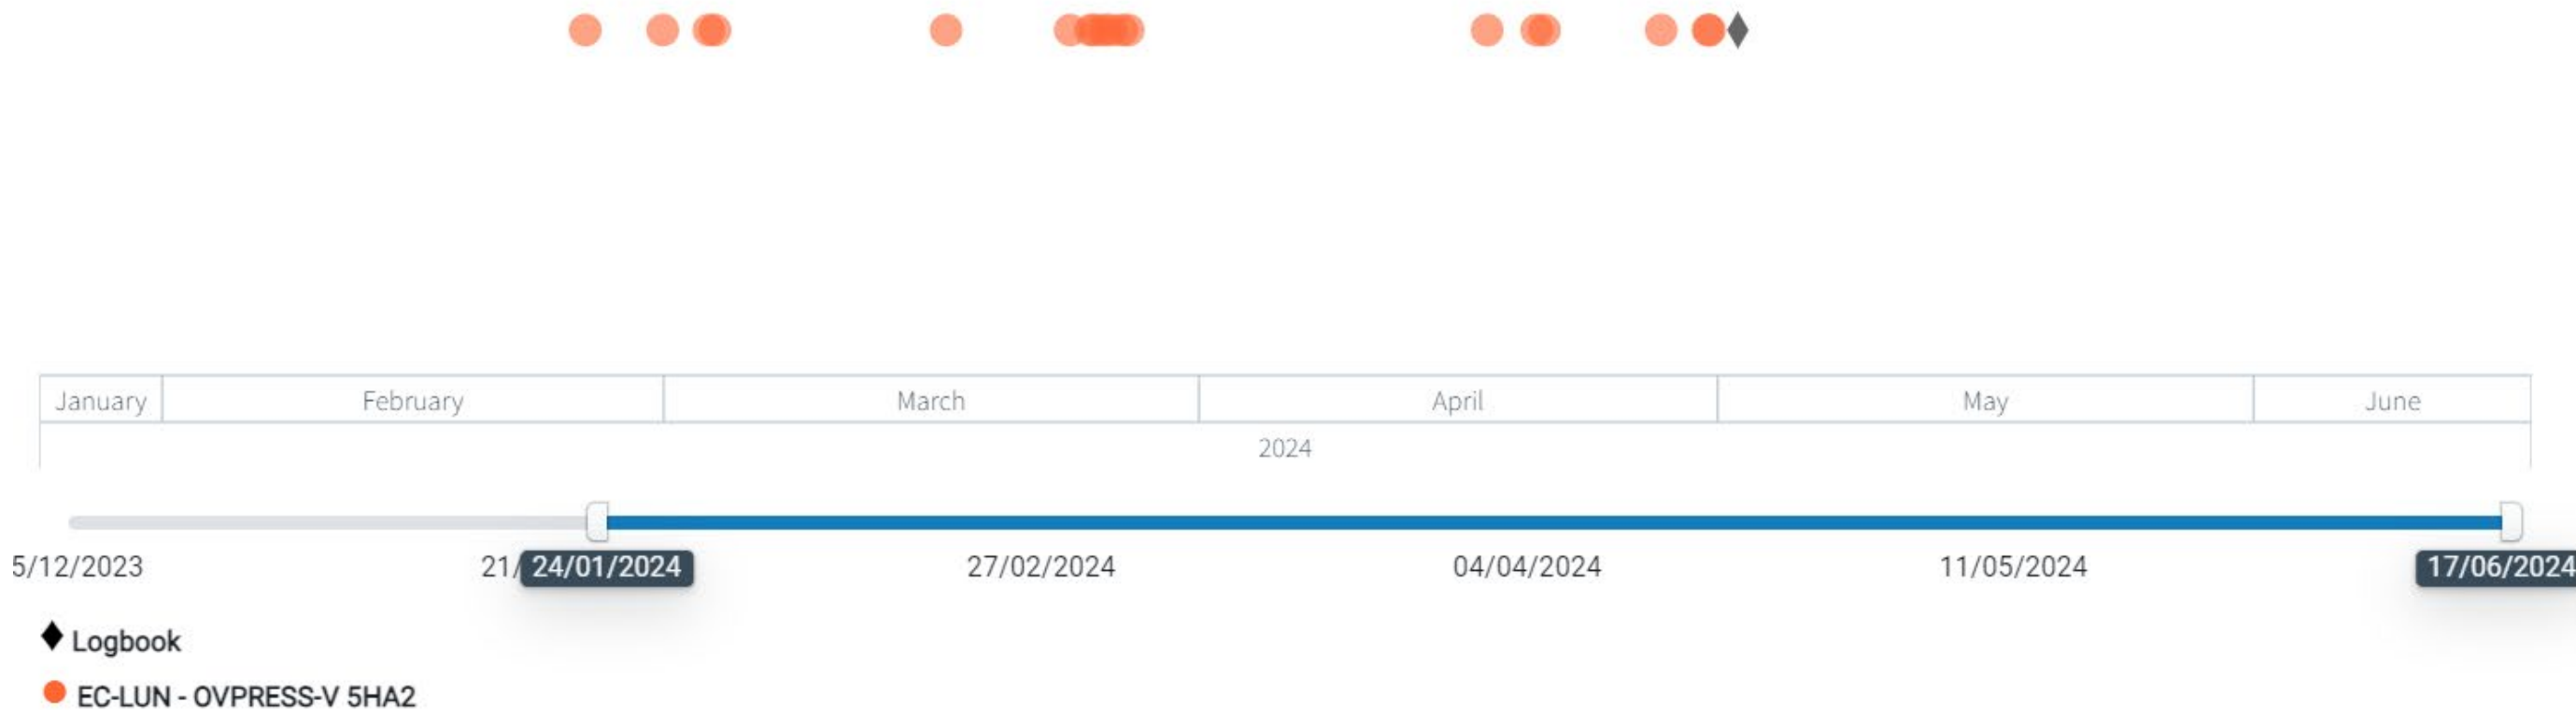 January February March April May June
2024
5/12/2023 21/ 24/01/2024 27/02/2024 04/04/2024 11/05/2024 17/06/2024
Logbook
EC-LUN - OVPRESS-V 5HA2